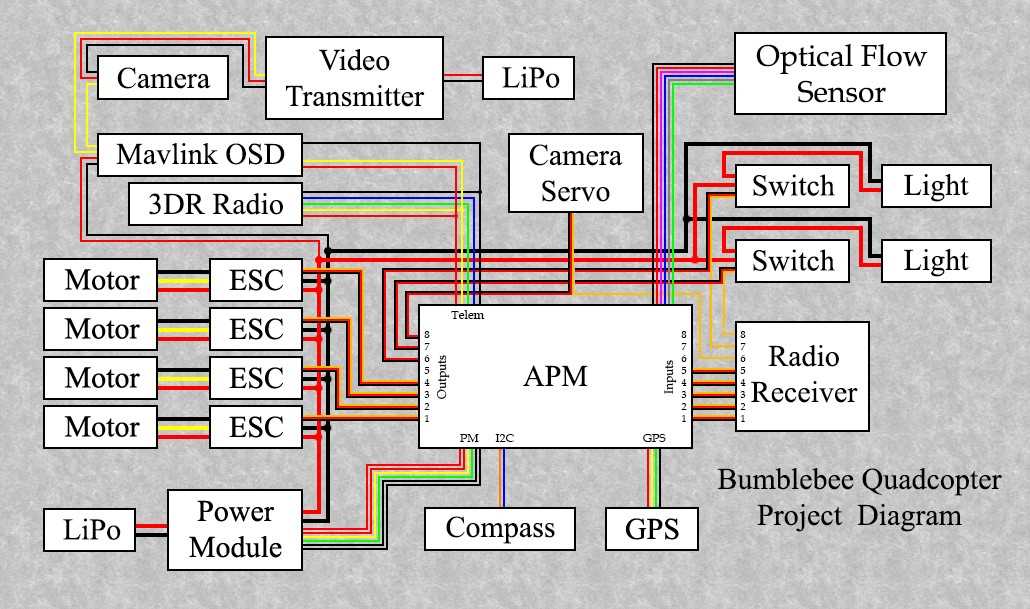 Camera
Video
Transmitter
LiPo
Optical Flow
Sensor
Mavlink OSD
3DR Radio
Camera
Servo
Switch
Light
Switch
Light
Motor
ESC
Motor
ESC
Motor
ESC
Motor
ESC
Telem
8
7
6
5
4
3
2
1
Outputs
APM
Inputs
8
7
6
5
4
3
2
1
PM
I2C
GPS
8
7
6
5
4
3
2
1
Radio
Receiver
LiPo
Power
Module
Compass
GPS
Bumblebee Quadcopter
Project Diagram